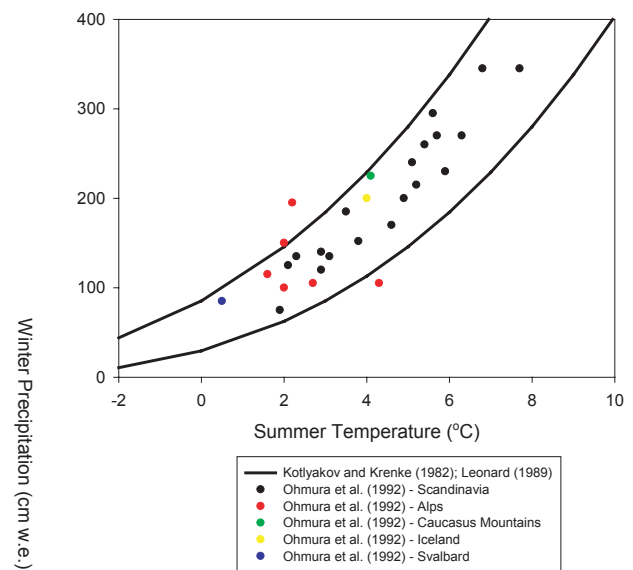 400
300
200
100
0
-2 0 2 4 6 8 10
Summer Temperature (°C)
Winter Precipitation (cm w.e.)
Kotlyakov and Krenke (1982); Leonard (1989)
Ohmura et al. (1992) - Scandinavia
Ohmura et al. (1992) - Alps
Ohmura et al. (1992) - Caucasus Mountains
Ohmura et al. (1992) - Iceland
Ohmura et al. (1992) - Svalbard